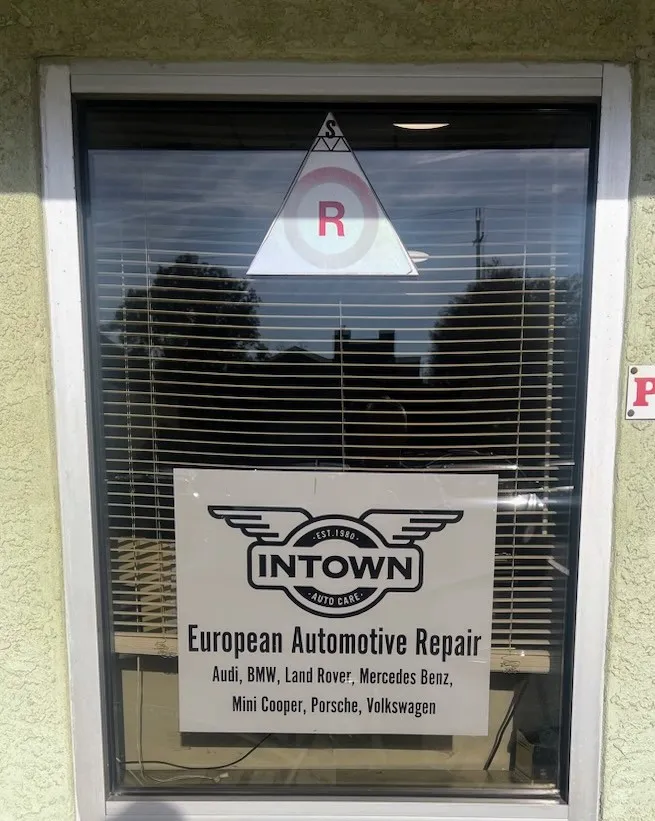 S
R
P
·EST.1980·
INTOWN
·AUTO CARE·
European Automotive Repair
Audi, BMW, Land Rover, Mercedes Benz,
Mini Cooper, Porsche, Volkswagen